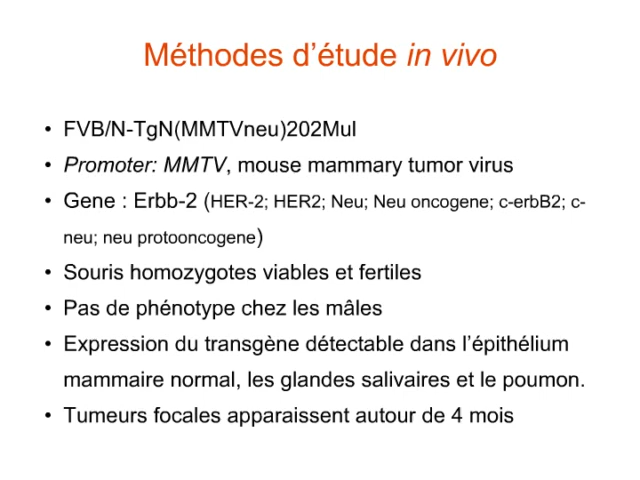 Méthodes d’étude in vivo
• FVB/N-TgN(MMTVneu)202Mul
• Promoter: MMTV, mouse mammary tumor virus
• Gene : Erbb-2 (HER-2; HER2; Neu; Neu oncogene; c-erbB2; c-
neu; neu protooncogene)
• Souris homozygotes viables et fertiles
• Pas de phénotype chez les mâles
• Expression du transgène détectable dans l’épithélium
mammaire normal, les glandes salivaires et le poumon.
• Tumeurs focales apparaissent autour de 4 mois